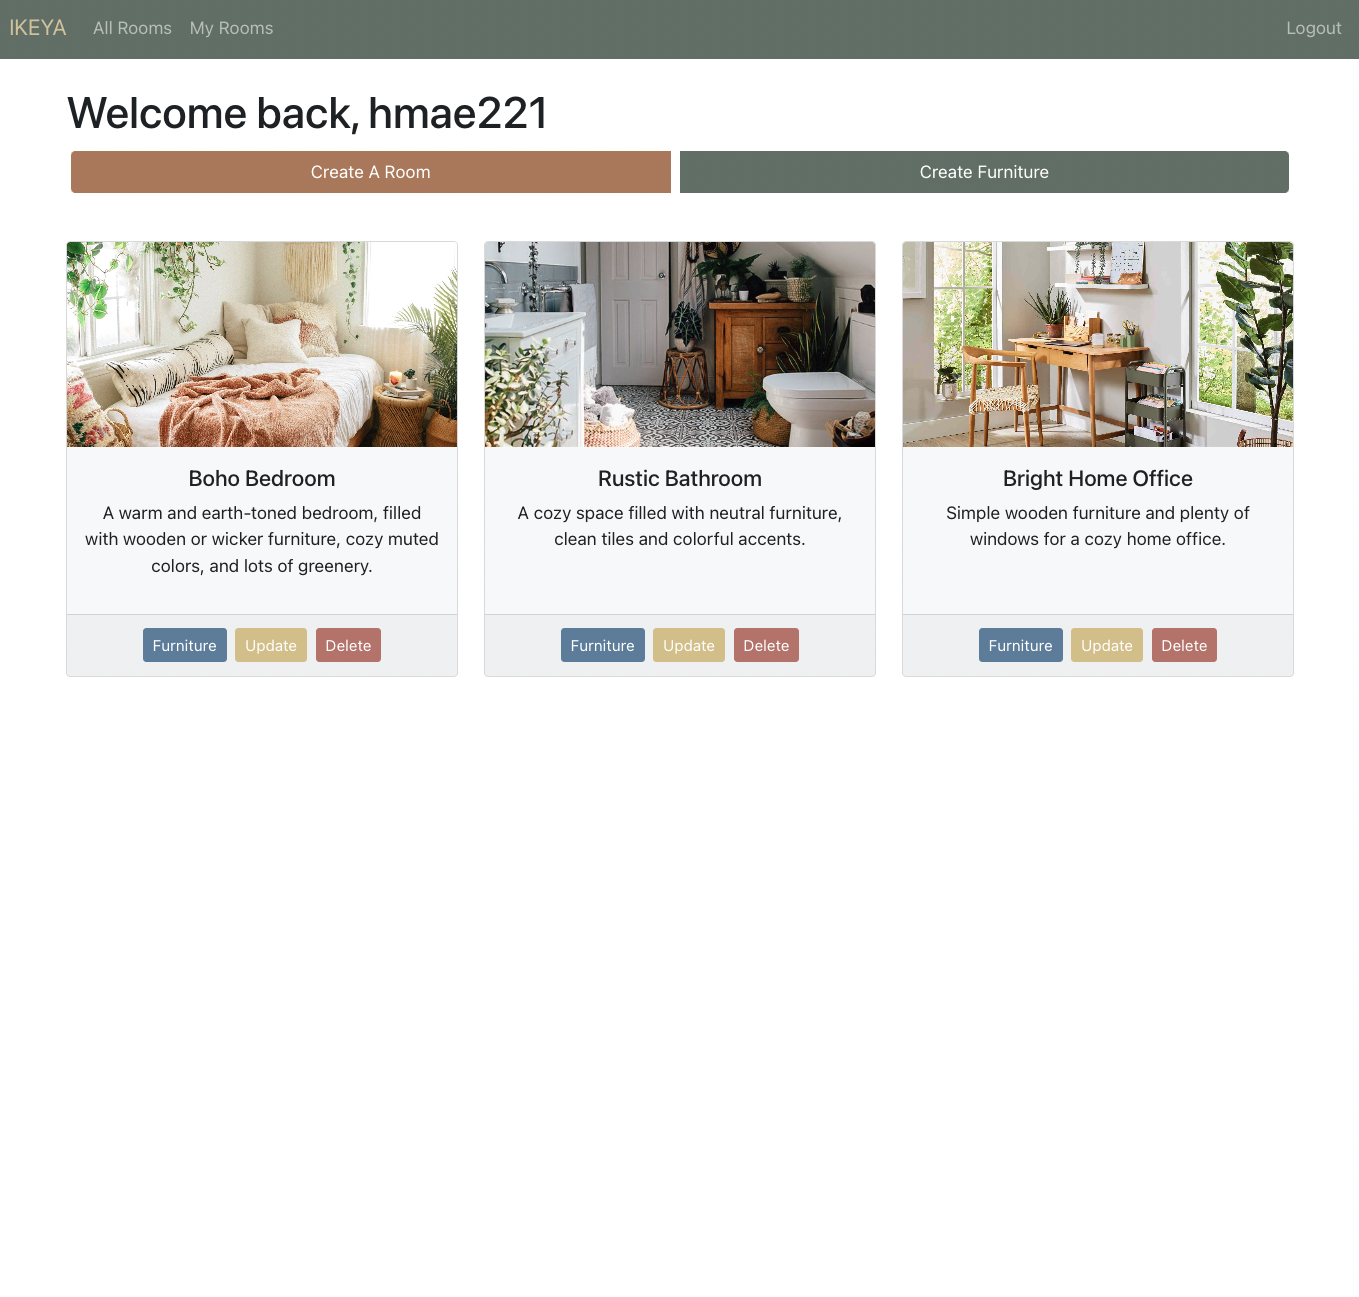 IKEYA All Rooms My Rooms Logout
Welcome back, hmae221
Create A Room Create Furniture
Boho Bedroom
A warm and earth-toned bedroom, filled
with wooden or wicker furniture, cozy muted
colors, and lots of greenery.
Furniture Update Delete
Rustic Bathroom
A cozy space filled with neutral furniture,
clean tiles and colorful accents.
Furniture Update Delete
Bright Home Office
Simple wooden furniture and plenty of
windows for a cozy home office.
Furniture Update Delete